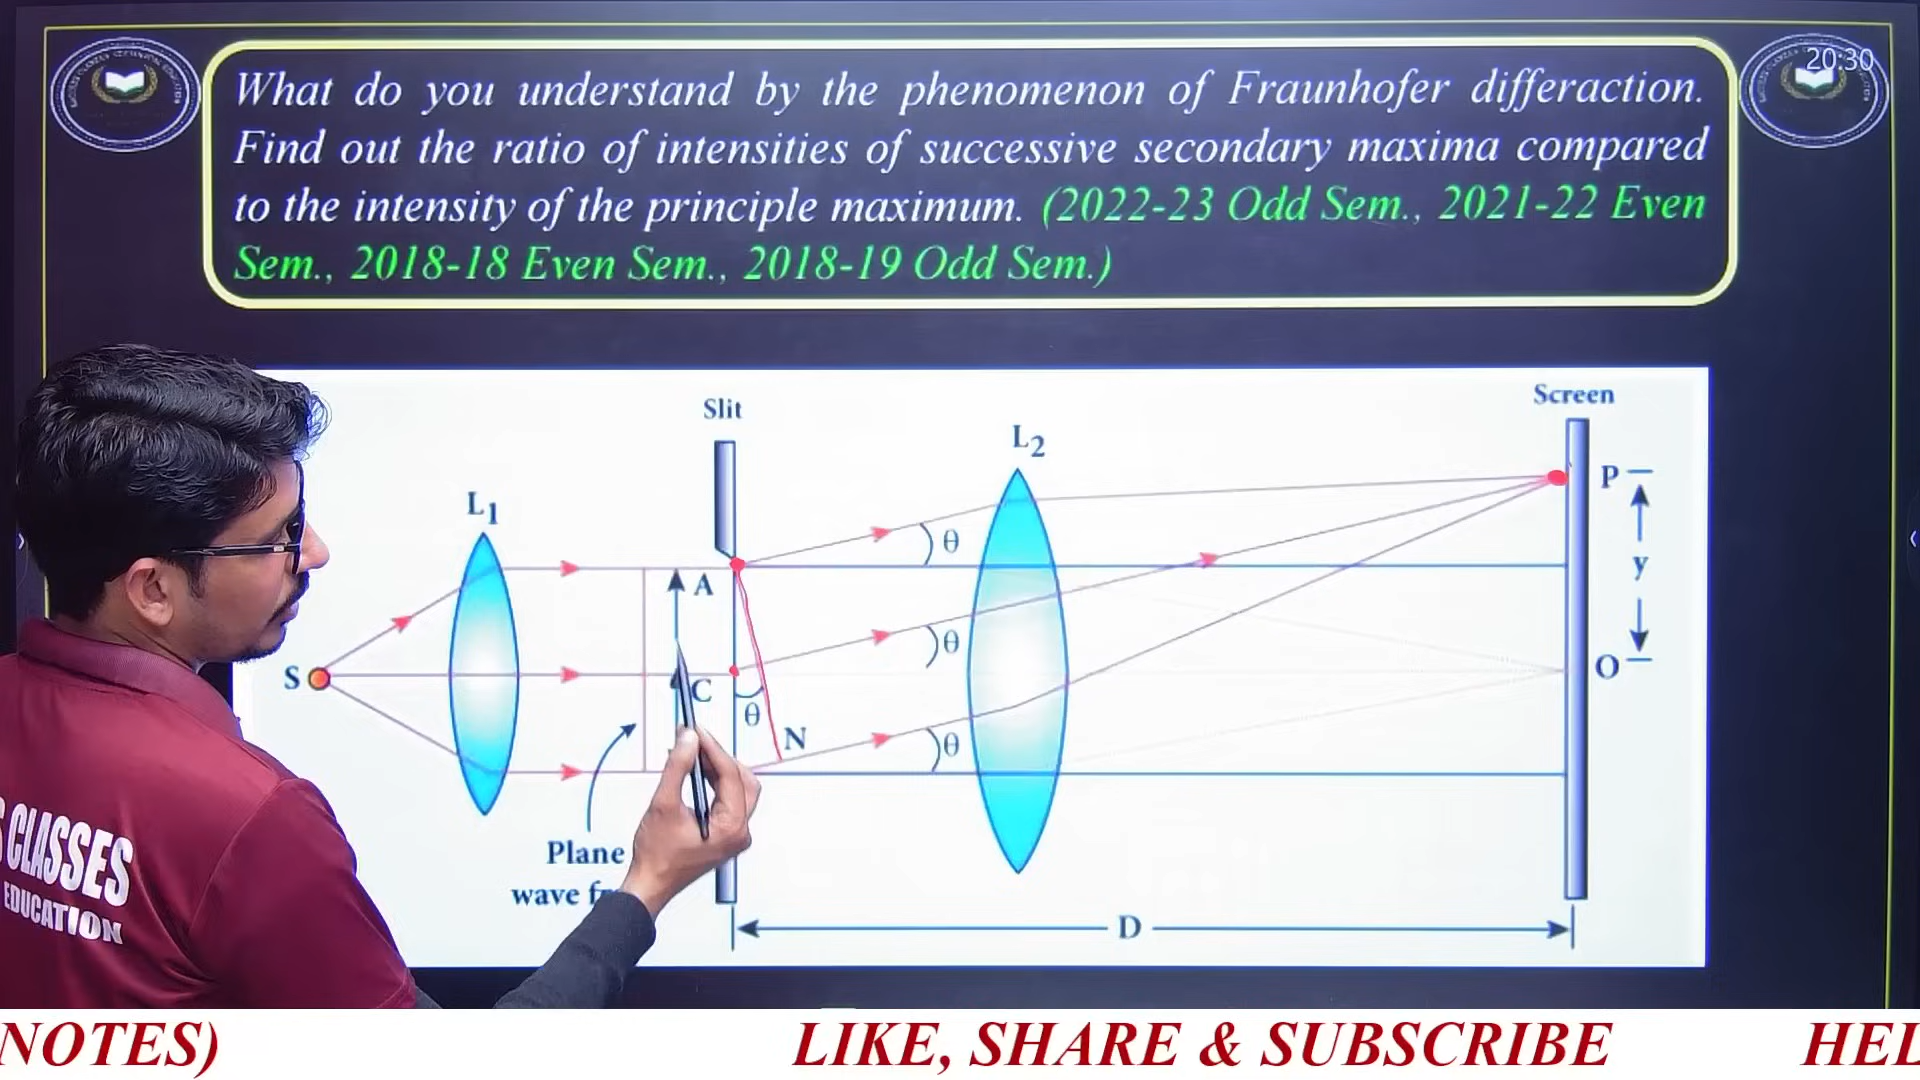 20:30
What do you understand by the phenomenon of Fraunhofer differaction.
Find out the ratio of intensities of successive secondary maxima compared
to the intensity of the principle maximum. (2022-23 Odd Sem., 2021-22 Even
Sem., 2018-18 Even Sem., 2018-19 Odd Sem.)
Slit
Screen
L2
L1
P
θ
A
y
S
C
θ
O
θ
N
θ
Plane
wave
D
CLASSES
EDUCATION
NOTES)
LIKE, SHARE & SUBSCRIBE